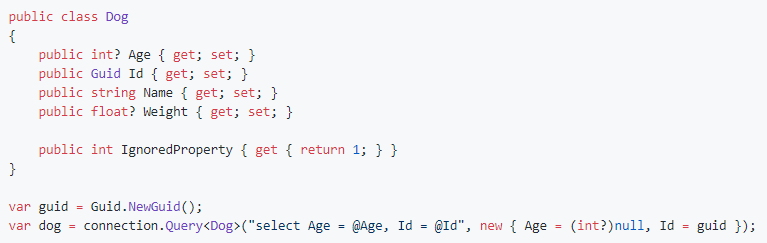 public class Dog
{
    public int? Age { get; set; }
    public Guid Id { get; set; }
    public string Name { get; set; }
    public float? Weight { get; set; }

    public int IgnoredProperty { get { return 1; } }
}

var guid = Guid.NewGuid();
var dog = connection.Query<Dog>("select Age = @Age, Id = @Id", new { Age = (int?)null, Id = guid });